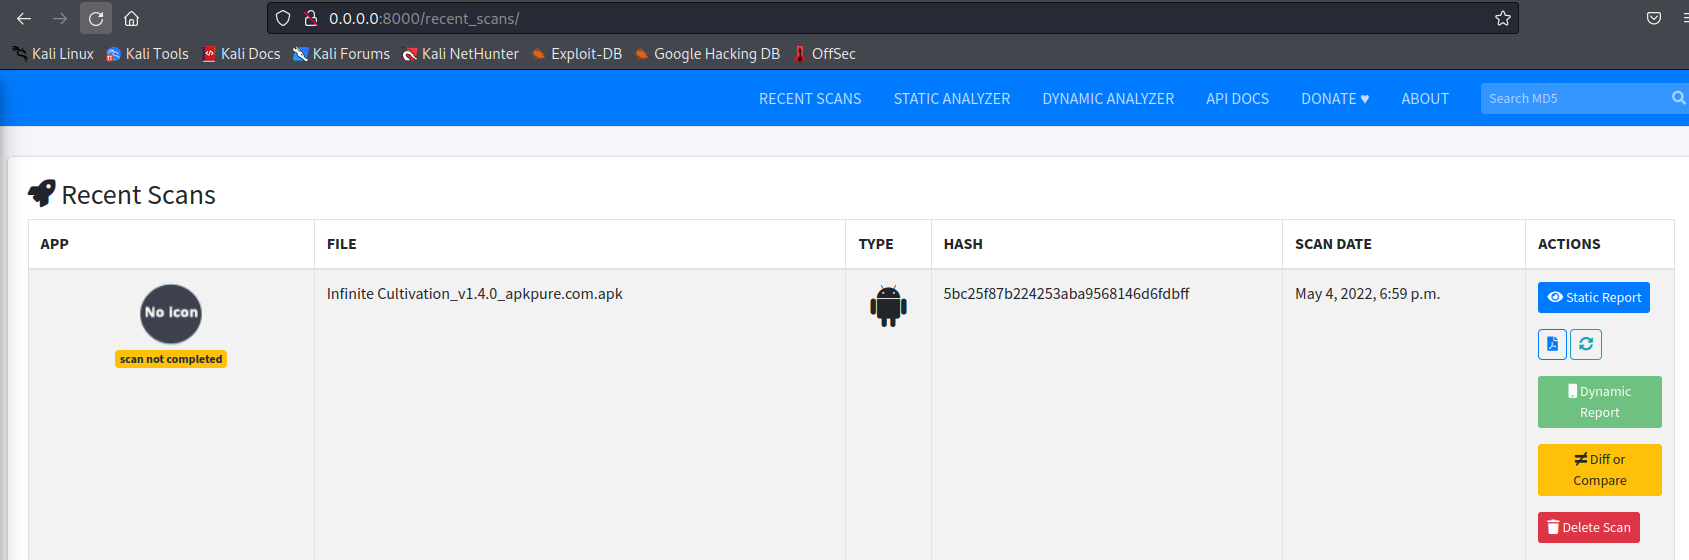 0.0.0.0:8000/recent_scans/
Kali Linux Kali Tools Kali Docs Kali Forums Kali NetHunter Exploit-DB Google Hacking DB OffSec
RECENT SCANS STATIC ANALYZER DYNAMIC ANALYZER API DOCS DONATE ♥ ABOUT Search MD5
Recent Scans
APP FILE TYPE HASH SCAN DATE ACTIONS
No icon
scan not completed
Infinite Cultivation_v1.4.0_apkpure.com.apk
5bc25f87b224253aba9568146d6fdbff
May 4, 2022, 6:59 p.m.
Static Report
Dynamic
Report
Diff or
Compare
Delete Scan